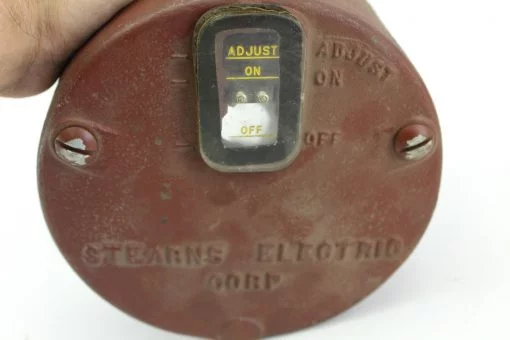 ADJUST
ON
OFF
ADJUST
ON
OFF
STEARNS ELECTRIC
CORP